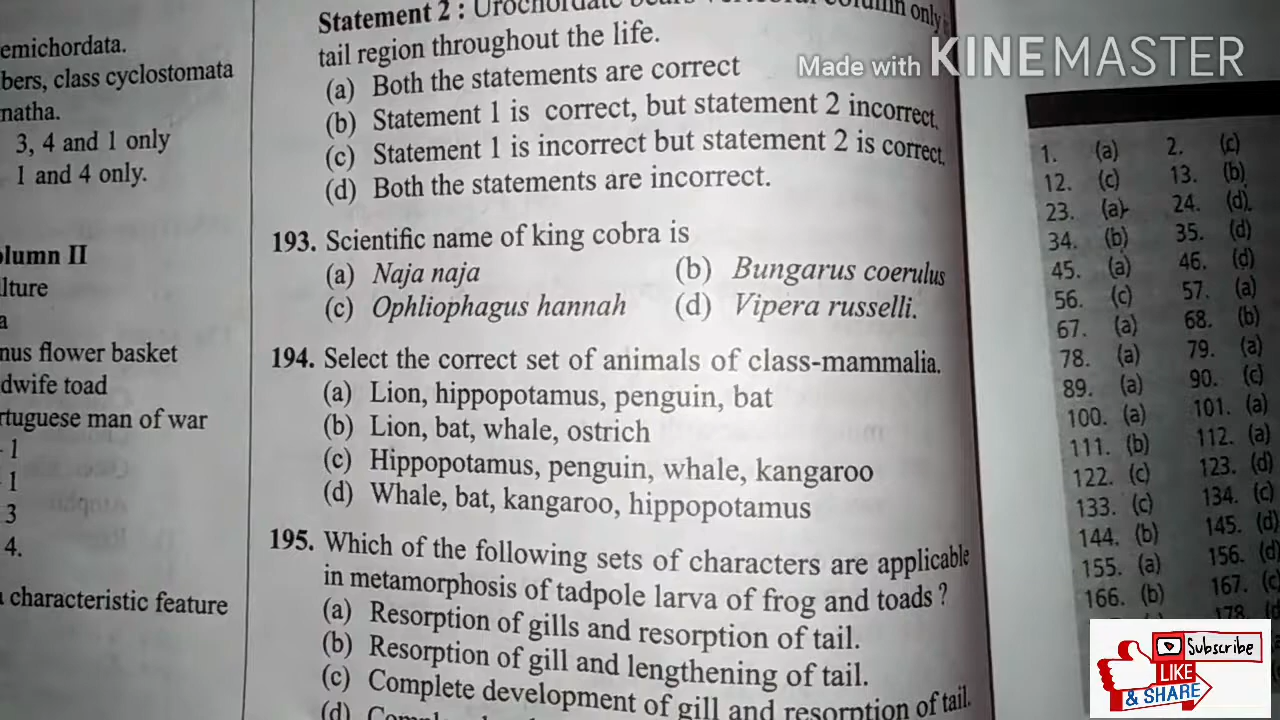 emichordata.
bers, class cyclostomata
natha.
3, 4 and 1 only
1 and 4 only.
lumn II
lture
a
nus flower basket
dwife toad
rtuguese man of war
1
1
3
4.
characteristic feature
Statement 2 : Urochordate bears vertebral column only
tail region throughout the life.
(a) Both the statements are correct
(b) Statement 1 is correct, but statement 2 incorrect.
(c) Statement 1 is incorrect but statement 2 is correct.
(d) Both the statements are incorrect.
193. Scientific name of king cobra is
(a) Naja naja (b) Bungarus coerulus
(c) Ophliophagus hannah (d) Vipera russelli.
194. Select the correct set of animals of class-mammalia.
(a) Lion, hippopotamus, penguin, bat
(b) Lion, bat, whale, ostrich
(c) Hippopotamus, penguin, whale, kangaroo
(d) Whale, bat, kangaroo, hippopotamus
195. Which of the following sets of characters are applicable
in metamorphosis of tadpole larva of frog and toads ?
(a) Resorption of gills and resorption of tail.
(b) Resorption of gill and lengthening of tail.
(c) Complete development of gill and resorption of tail.
(d)
Made with KINEMASTER
1. (a) 2. (c)
12. (c) 13. (b)
23. (a) 24. (d)
34. (b) 35. (d)
45. (a) 46. (d)
56. (c) 57. (a)
67. (a) 68. (b)
78. (a) 79. (a)
89. (a) 90. (c)
100. (a) 101. (a)
111. (b) 112. (a)
122. (c) 123. (d)
133. (c) 134. (c)
144. (b) 145. (d)
155. (a) 156. (d
166. (b) 167. (c
178.
Subscribe
LIKE
& SHARE